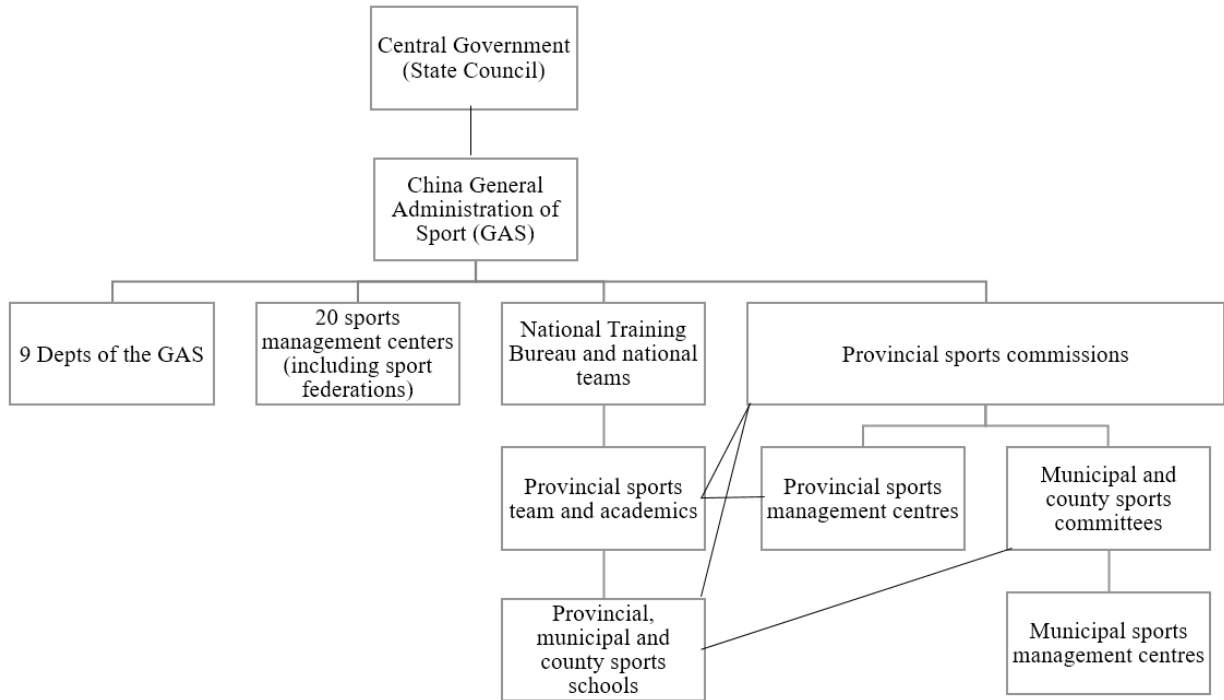 Central Government
(State Council)
China General
Administration of
Sport (GAS)
9 Depts of the GAS
20 sports
management centers
(including sport
federations)
National Training
Bureau and national
teams
Provincial sports commissions
Provincial sports
team and academics
Provincial sports
management centres
Municipal and
county sports
committees
Provincial,
municipal and
county sports
schools
Municipal sports
management centres